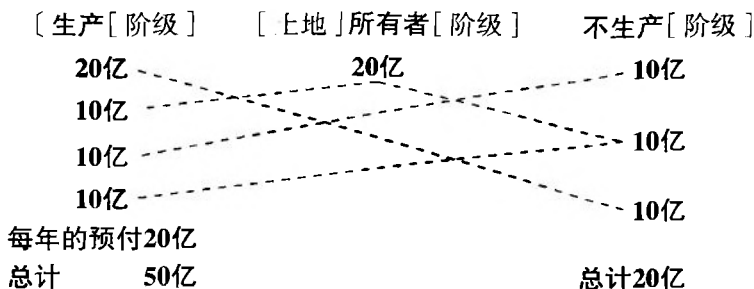 〔生产[阶级] [土地]所有者[阶级] 不生产[阶级]
20亿 20亿 10亿
10亿
10亿 10亿
10亿 10亿
每年的预付20亿
总计 50亿 总计20亿